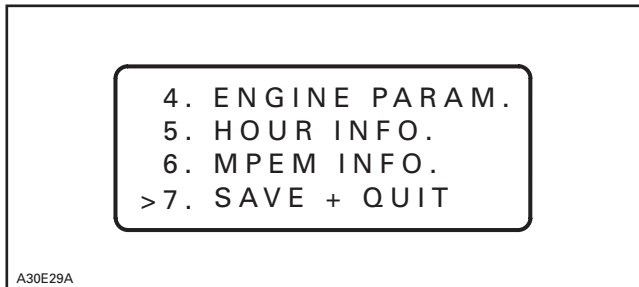 4. ENGINE PARAM.
5. HOUR INFO.
6. MPEM INFO.
>7. SAVE + QUIT
A30E29A